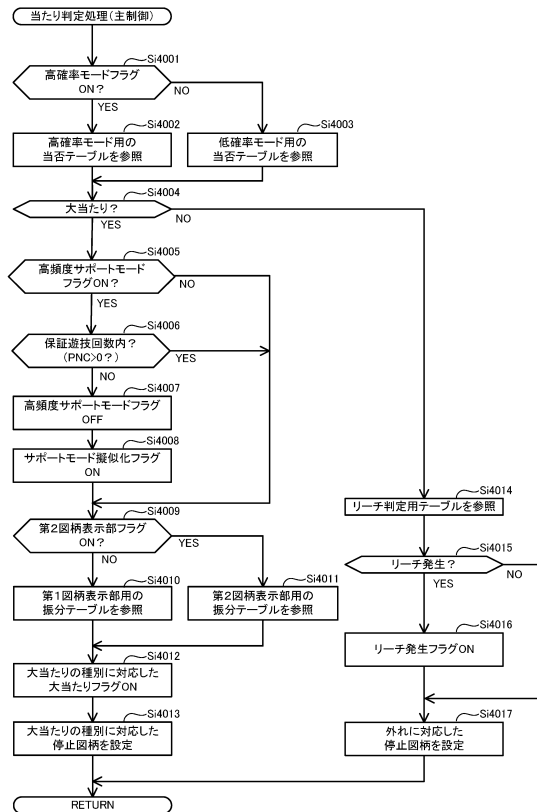 当たり判定処理(主制御)
Si4001
高確率モードフラグ
ON?
NO
YES
Si4002
高確率モード用の
当否テーブルを参照
Si4003
低確率モード用の
当否テーブルを参照
Si4004
大当たり?
NO
YES
Si4005
高頻度サポートモード
フラグON?
NO
YES
Si4006
保証遊技回数内?
(PNC>0?)
YES
NO
Si4007
高頻度サポートモードフラグ
OFF
Si4008
サポートモード擬似化フラグ
ON
Si4009
第2図柄表示部フラグ
ON?
YES
NO
Si4010
第1図柄表示部用の
振分テーブルを参照
Si4011
第2図柄表示部用の
振分テーブルを参照
Si4012
大当たりの種別に対応した
大当たりフラグON
Si4013
大当たりの種別に対応した
停止図柄を設定
Si4014
リーチ判定用テーブルを参照
Si4015
リーチ発生?
NO
YES
Si4016
リーチ発生フラグON
Si4017
外れに対応した
停止図柄を設定
RETURN